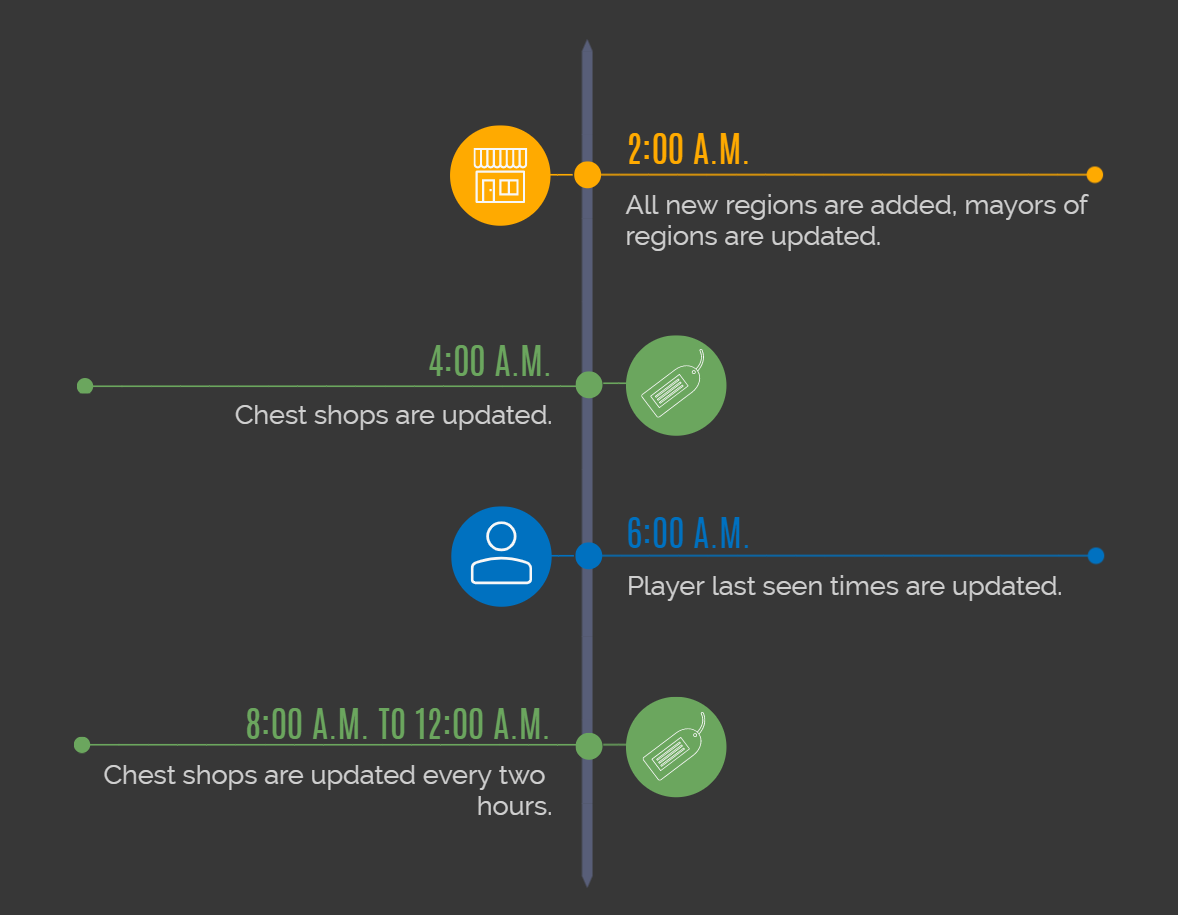 2:00 A.M.
All new regions are added, mayors of
regions are updated.
4:00 A.M.
Chest shops are updated.
6:00 A.M.
Player last seen times are updated.
8:00 A.M. TO 12:00 A.M.
Chest shops are updated every two
hours.